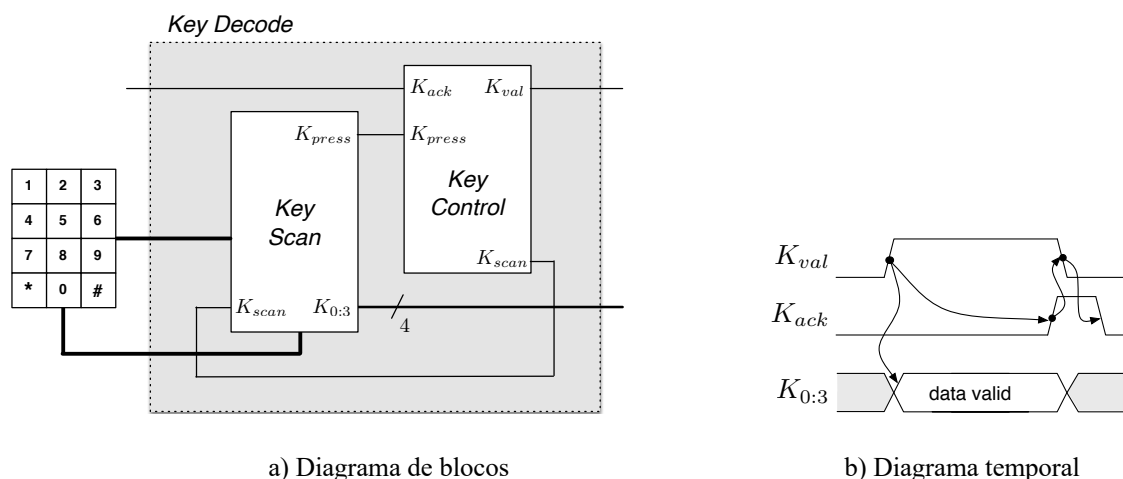 Key Decode
K_ack K_val
K_press K_press
Key
Control
Key
Scan
K_scan
K_scan K_0:3
4
1 2 3
4 5 6
7 8 9
* 0 #
a) Diagrama de blocos
K_val
K_ack
K_0:3 data valid
b) Diagrama temporal